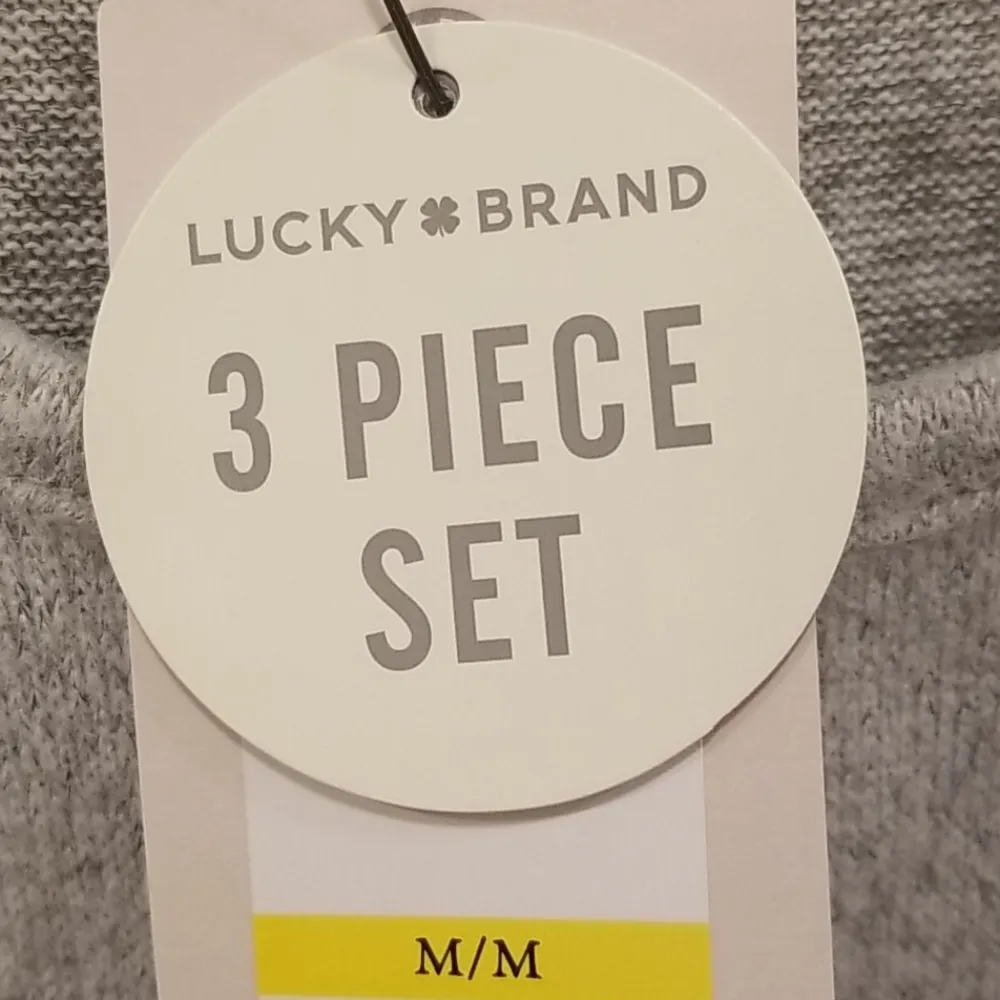 LUCKY BRAND
3 PIECE
SET
M/M